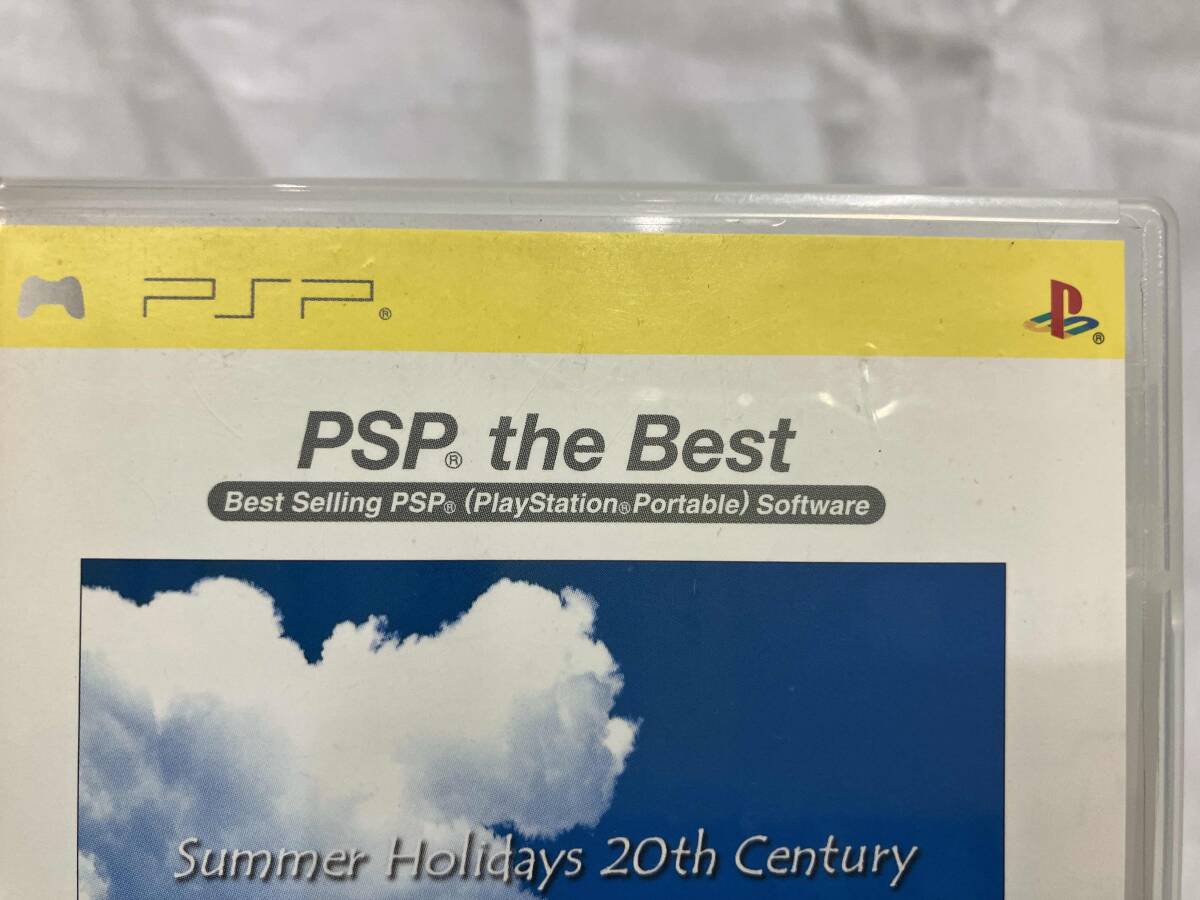 PSP®
PSP® the Best
Best Selling PSP® (PlayStation®Portable) Software
Summer Holidays 20th Century